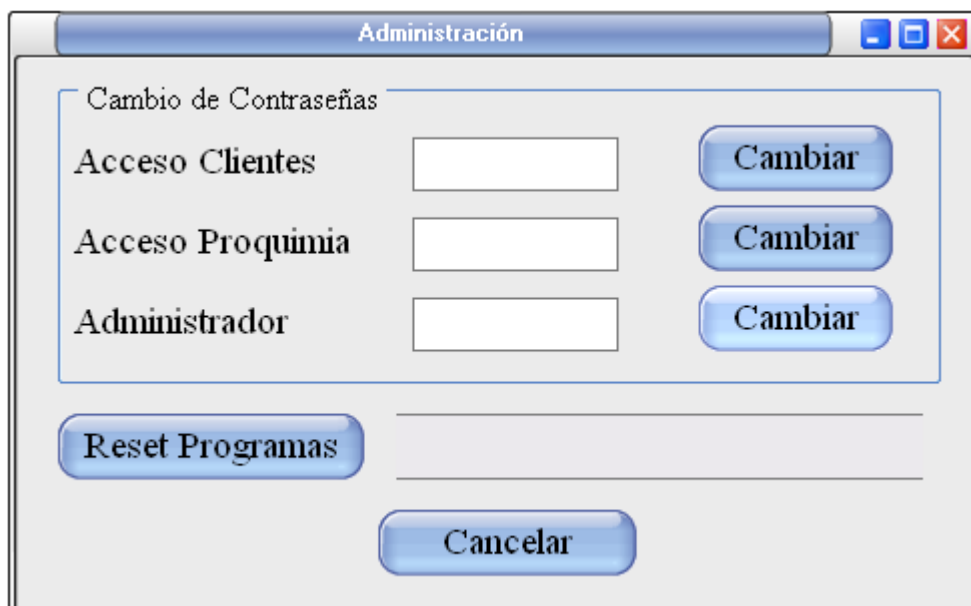 Administración
Cambio de Contraseñas
Acceso Clientes Cambiar
Acceso Proquimia Cambiar
Administrador Cambiar
Reset Programas
Cancelar